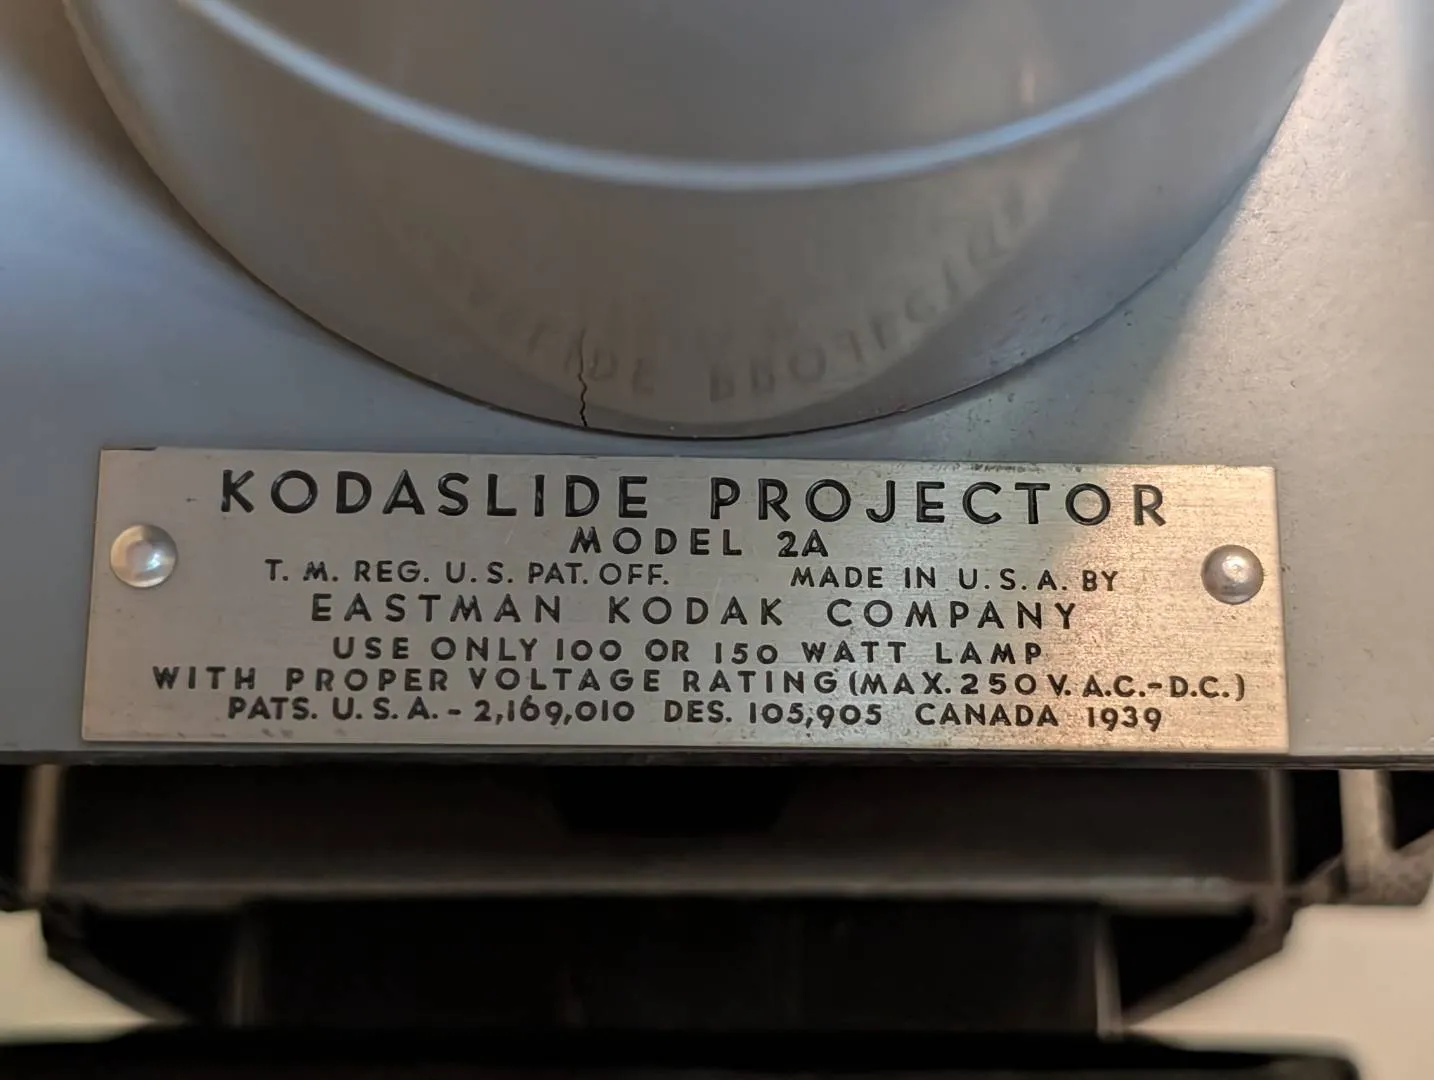 KODASLIDE PROJECTOR
MODEL 2A
T. M. REG. U. S. PAT. OFF. MADE IN U. S. A. BY
EASTMAN KODAK COMPANY
USE ONLY 100 OR 150 WATT LAMP
WITH PROPER VOLTAGE RATING (MAX. 250 V. A.C.-D.C.)
PATS. U. S. A. - 2,169,010 DES. 105,905 CANADA 1939